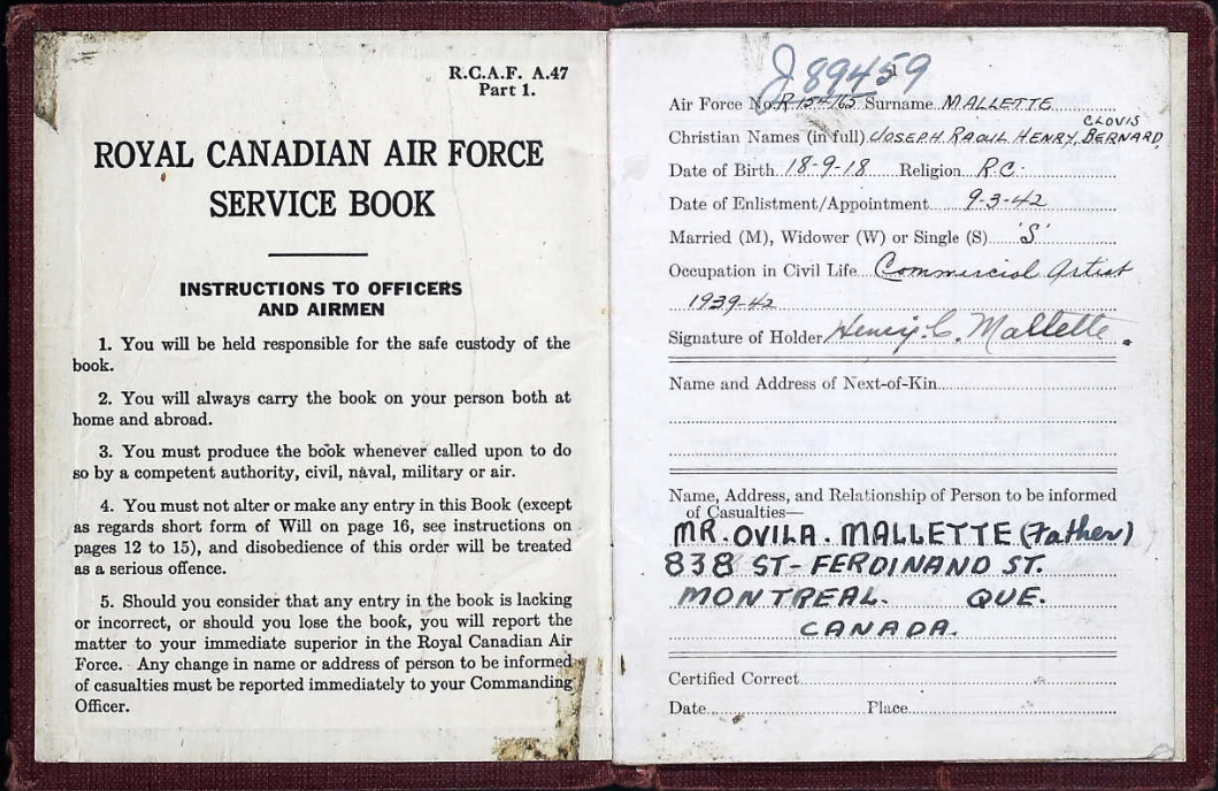 R.C.A.F. A.47
Part 1.
ROYAL CANADIAN AIR FORCE
SERVICE BOOK
INSTRUCTIONS TO OFFICERS
AND AIRMEN
1. You will be held responsible for the safe custody of the
book.
2. You will always carry the book on your person both at
home and abroad.
3. You must produce the book whenever called upon to do
so by a competent authority, civil, naval, military or air.
4. You must not alter or make any entry in this Book (except
as regards short form of Will on page 16, see instructions on
pages 12 to 15), and disobedience of this order will be treated
as a serious offence.
5. Should you consider that any entry in the book is lacking
or incorrect, or should you lose the book, you will report the
matter to your immediate superior in the Royal Canadian Air
Force. Any change in name or address of person to be informed
of casualties must be reported immediately to your Commanding
Officer.
J89459
Air Force No. Surname MALLETTE
CLOVIS
Christian Names (in full) JOSEPH RAOUL HENRY, BERNARD
Date of Birth 18-9-18 Religion R.C.
Date of Enlistment/Appointment 9-3-42
Married (M), Widower (W) or Single (S) 'S'
Occupation in Civil Life Commercial Artist
1939-42
Signature of Holder Henry. C. Mallette.
Name and Address of Next-of-Kin
Name, Address, and Relationship of Person to be informed
of Casualties—
MR. OVILA. MALLETTE (Father)
838 ST-FERDINAND ST.
MONTREAL. QUE.
CANADA.
Certified Correct
Date Place